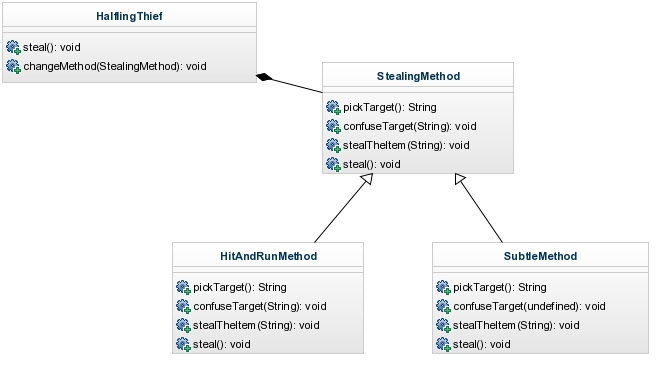 HalflingThief
steal(): void
changeMethod(StealingMethod): void
StealingMethod
pickTarget(): String
confuseTarget(String): void
stealTheItem(String): void
steal(): void
HitAndRunMethod
pickTarget(): String
confuseTarget(String): void
stealTheItem(String): void
steal(): void
SubtleMethod
pickTarget(): String
confuseTarget(undefined): void
stealTheItem(String): void
steal(): void